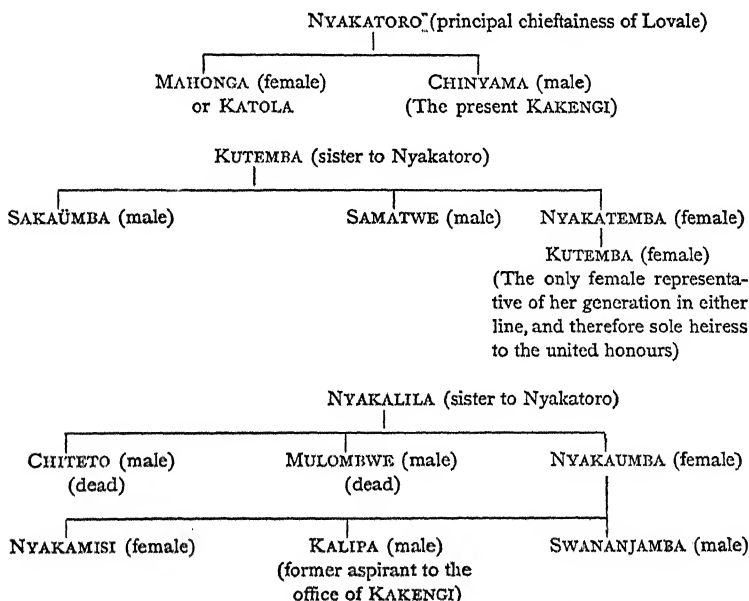 NYAKATORO (principal chieftainess of Lovale)
MAHONGA (female) CHINYAMA (male)
or KATOLA (The present KAKENGI)
KUTEMBA (sister to Nyakatoro)
SAKAÜMBA (male) SAMATWE (male) NYAKATEMBA (female)
KUTEMBA (female)
(The only female representa-
tive of her generation in either
line, and therefore sole heiress
to the united honours)
NYAKALILA (sister to Nyakatoro)
CHITETO (male) MULOMBWE (male) NYAKAUMBA (female)
(dead) (dead)
NYAKAMISI (female) KALIPA (male) SWANANJAMBA (male)
(former aspirant to the
office of KAKENGI)